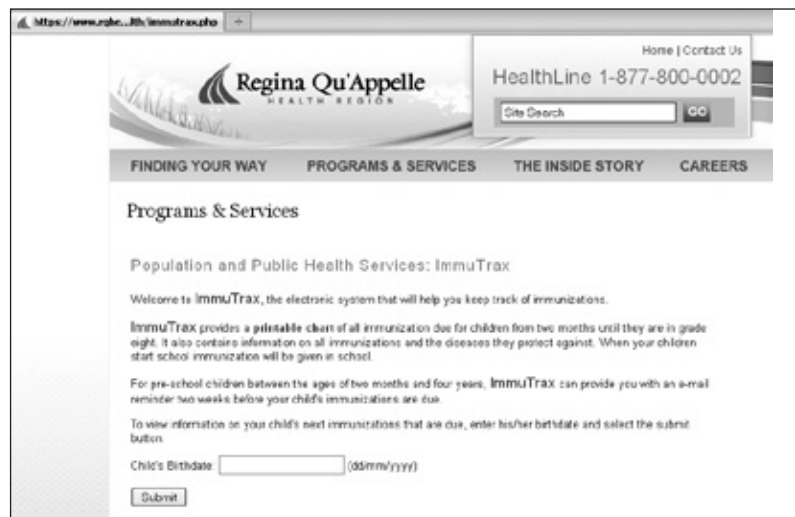 https://www.rqhe...lth/immutrax.php
Home | Contact Us
Regina Qu'Appelle
HEALTH REGION
HealthLine 1-877-800-0002
Site Search GO
FINDING YOUR WAY PROGRAMS & SERVICES THE INSIDE STORY CAREERS
Programs & Services
Population and Public Health Services: ImmuTrax
Welcome to ImmuTrax, the electronic system that will help you keep track of immunizations.
ImmuTrax provides a printable chart of all immunization due for children from two months until they are in grade
eight. It also contains information on all immunizations and the diseases they protect against. When your children
start school immunization will be given in school.
For pre-school children between the ages of two months and four years, ImmuTrax can provide you with an e-mail
reminder two weeks before your child's immunizations are due.
To view information on your child's next immunizations that are due, enter his/her birthdate and select the submit
button.
Child's Birthdate: (dd/mm/yyyy)
Submit